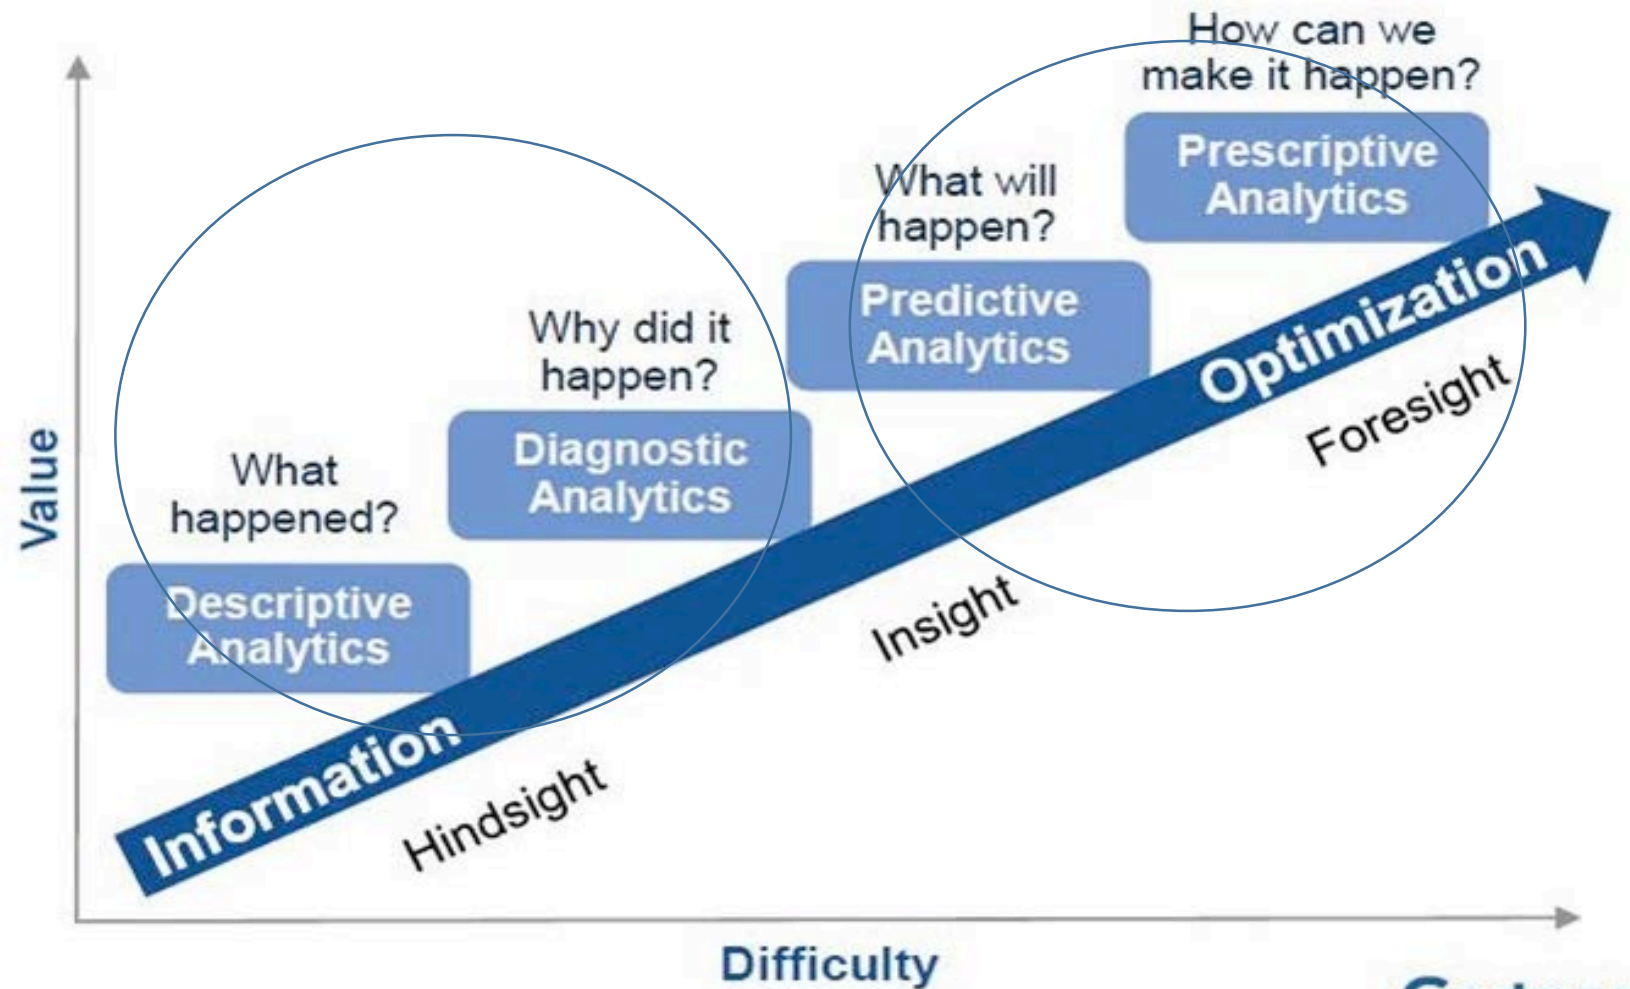 How can we
make it happen?
Prescriptive
Analytics
What will
happen?
Predictive
Analytics
Why did it
happen?
Diagnostic
Analytics
What
happened?
Descriptive
Analytics
Value
Information
Optimization
Hindsight
Insight
Foresight
Difficulty